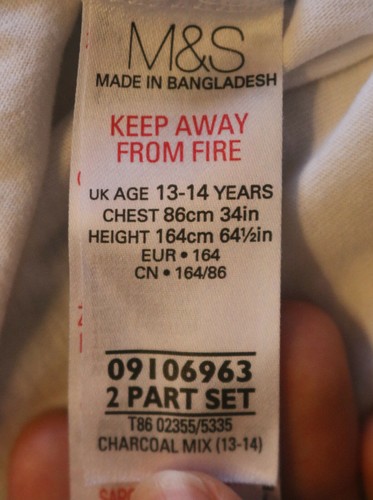 M&S
MADE IN BANGLADESH
KEEP AWAY
FROM FIRE
UK AGE 13-14 YEARS
CHEST 86cm 34in
HEIGHT 164cm 64½in
EUR • 164
CN • 164/86
09106963
2 PART SET
T86 02355/5335
CHARCOAL MIX (13-14)